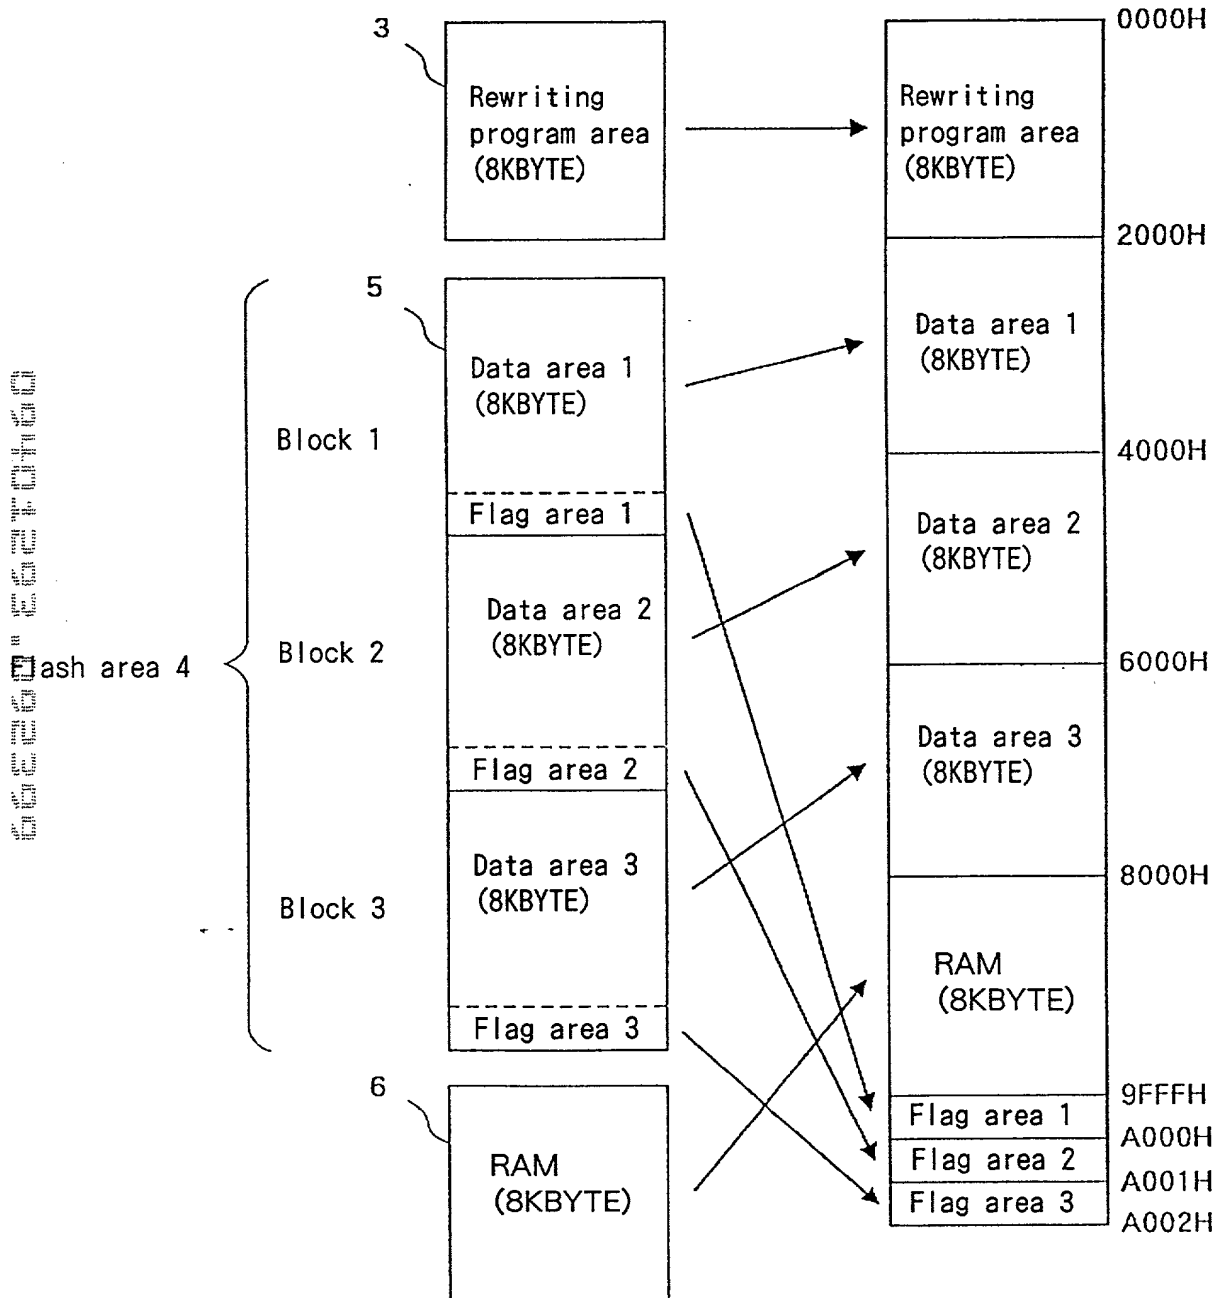 3
Rewriting
program area
(8KBYTE)
5
Data area 1
(8KBYTE)
Block 1
Flag area 1
Data area 2
(8KBYTE)
Block 2
ash area 4
Flag area 2
Data area 3
(8KBYTE)
Block 3
Flag area 3
6
RAM
(8KBYTE)
0000H
Rewriting
program area
(8KBYTE)
2000H
Data area 1
(8KBYTE)
4000H
Data area 2
(8KBYTE)
6000H
Data area 3
(8KBYTE)
8000H
RAM
(8KBYTE)
9FFFH
Flag area 1
A000H
Flag area 2
A001H
Flag area 3
A002H